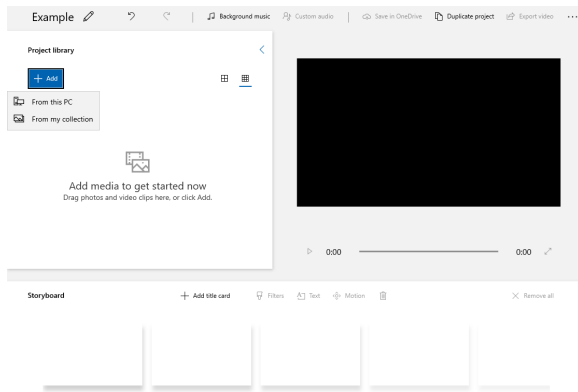 Example
Background music
Custom audio
Save in OneDrive
Duplicate project
Export video
Project library
Add
From this PC
From my collection
Add media to get started now
Drag photos and video clips here, or click Add.
0:00
0:00
Storyboard
Add title card
Filters
Text
Motion
Remove all